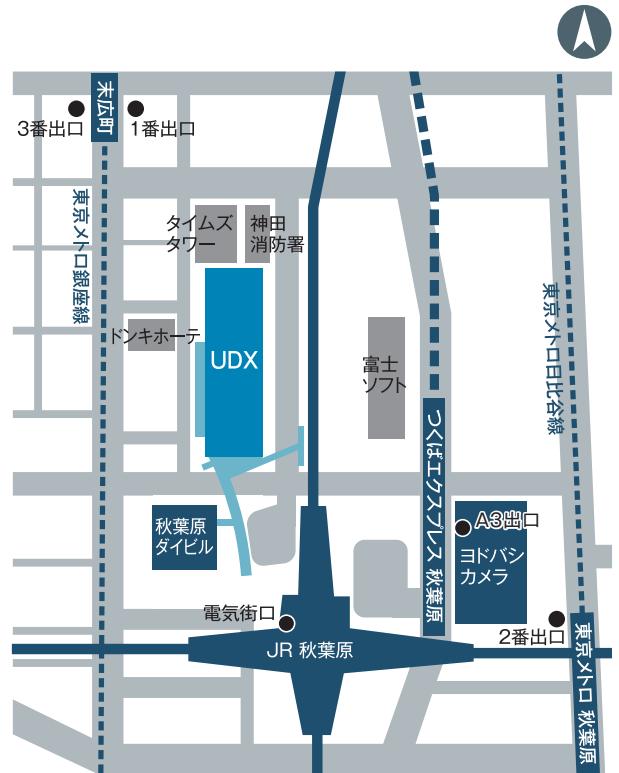 末広町
3番出口
1番出口
東京メトロ銀座線
タイムズ
タワー
神田
消防署
ドンキホーテ
UDX
富士
ソフト
東京メトロ日比谷線
つくばエクスプレス 秋葉原
A3出口
ヨドバシ
カメラ
秋葉原
ダイビル
電気街口
JR 秋葉原
2番出口
東京メトロ 秋葉原